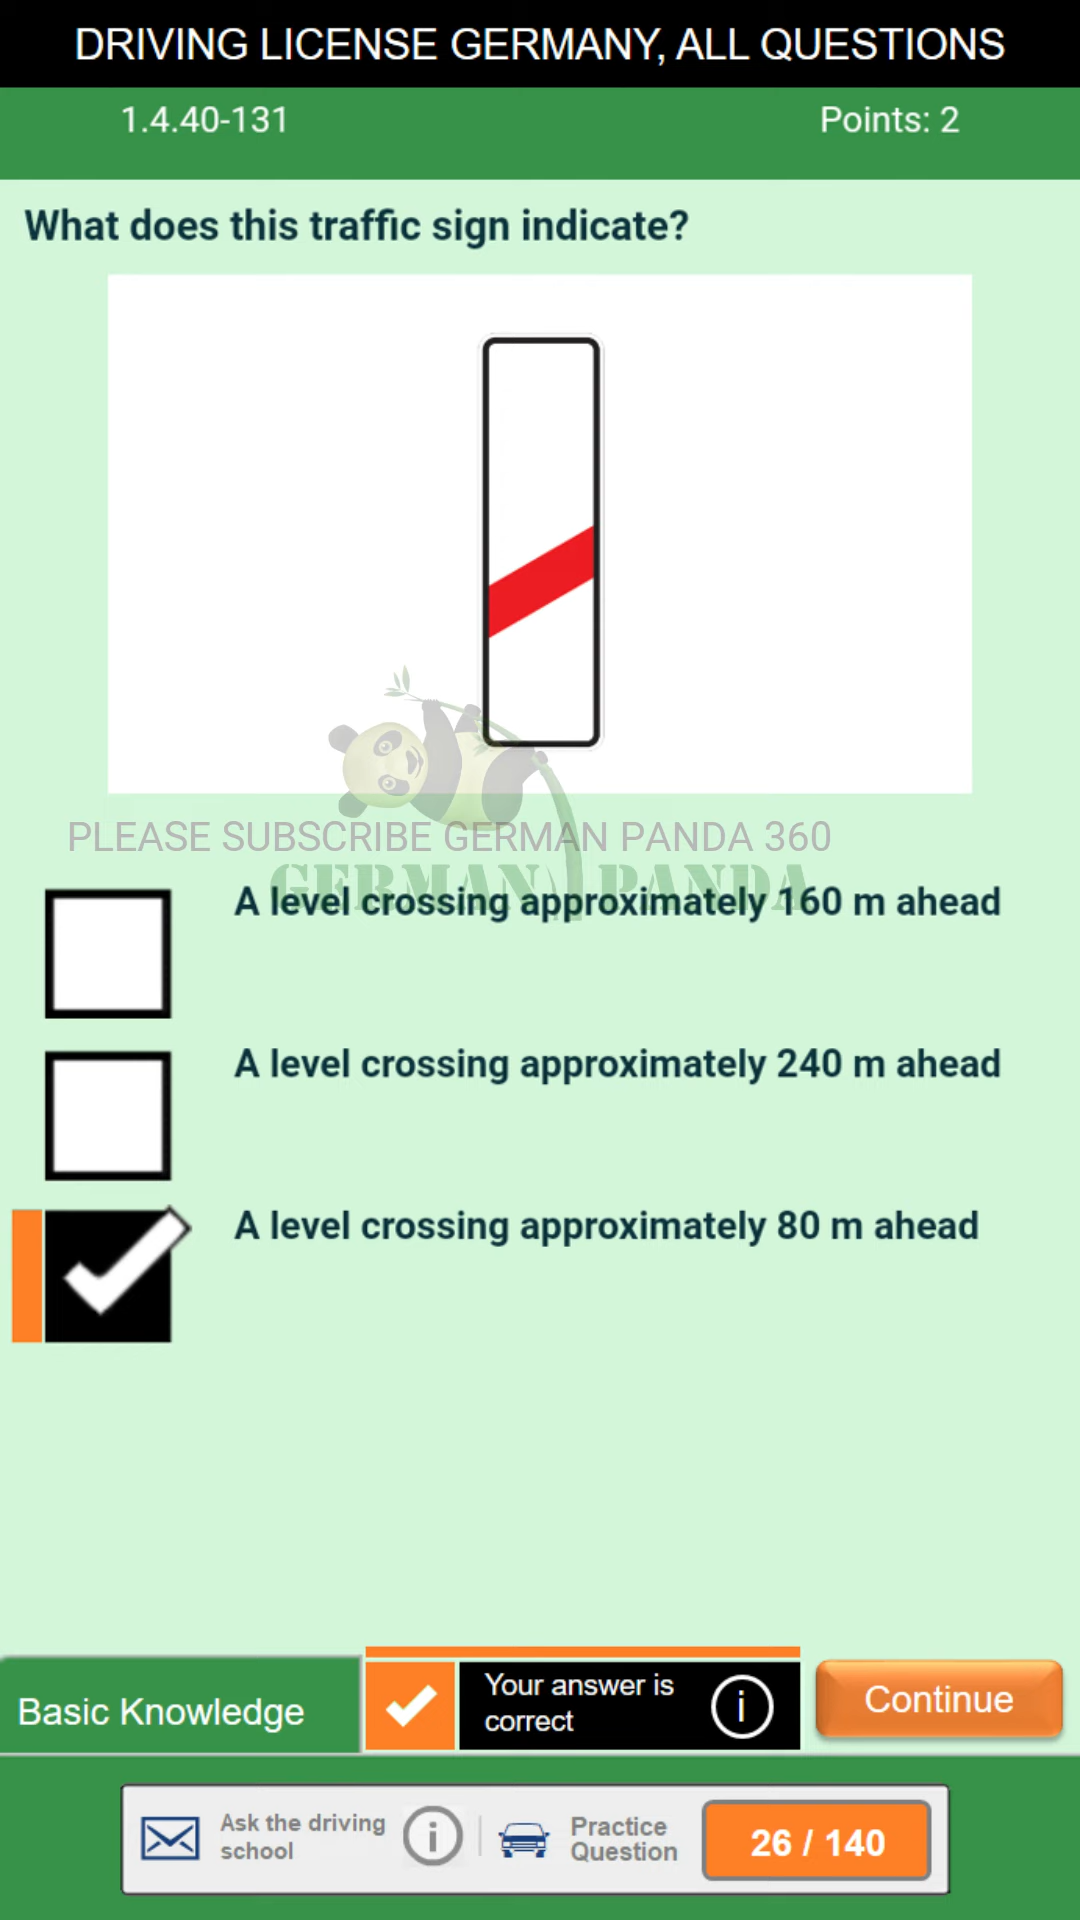 DRIVING LICENSE GERMANY, ALL QUESTIONS
1.4.40-131 Points: 2
What does this traffic sign indicate?
PLEASE SUBSCRIBE GERMAN PANDA 360
GERMAN PANDA
A level crossing approximately 160 m ahead
A level crossing approximately 240 m ahead
A level crossing approximately 80 m ahead
Basic Knowledge
Your answer is
correct
Continue
Ask the driving
school
Practice
Question
26 / 140